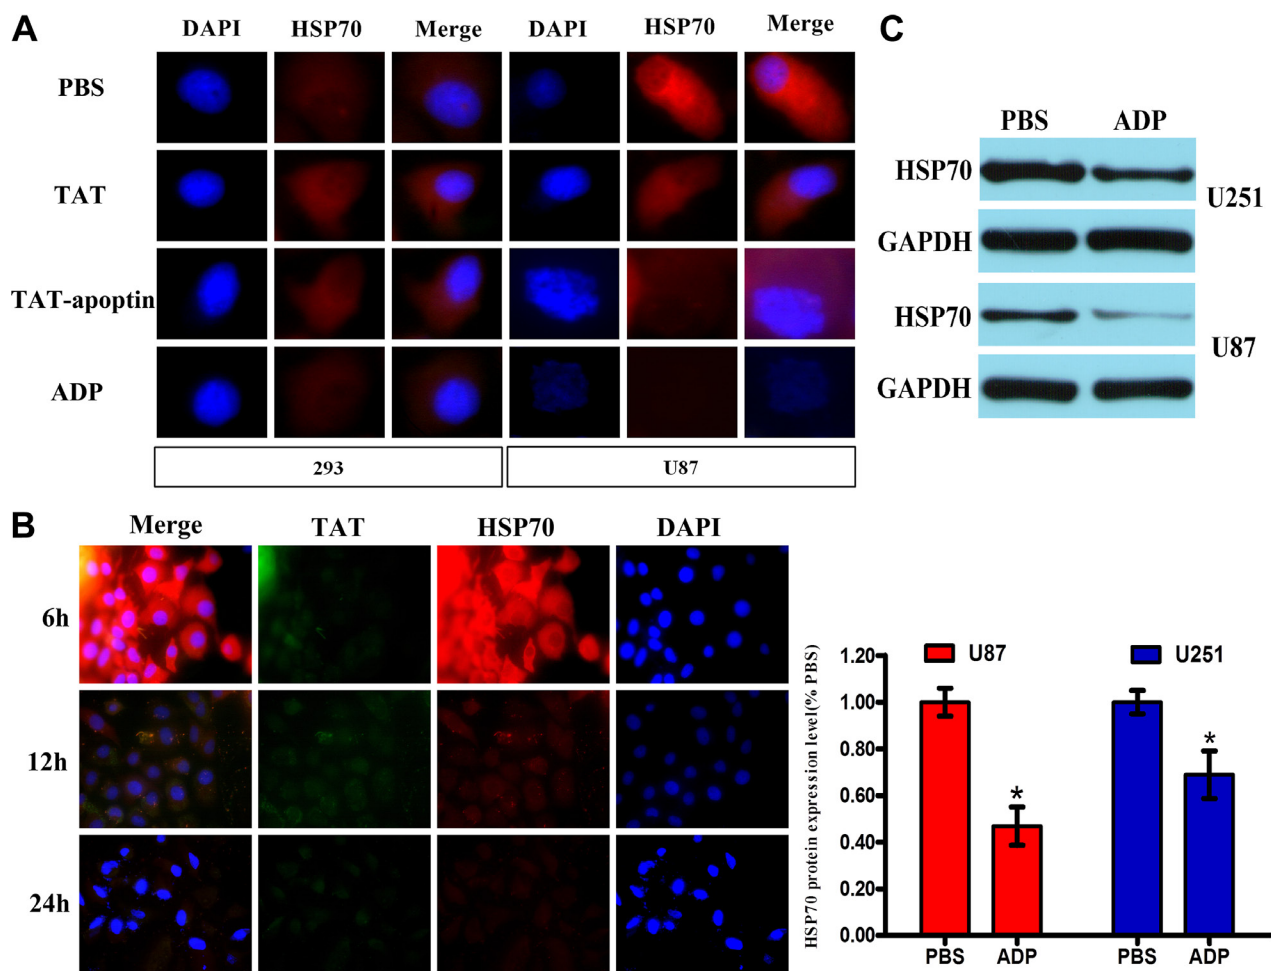 A
DAPI HSP70 Merge DAPI HSP70 Merge
PBS
TAT
TAT-apoptin
ADP
293 U87
C
PBS ADP
HSP70
U251
GAPDH
HSP70
U87
GAPDH
B
Merge TAT HSP70 DAPI
6h
12h
24h
HSP70 protein expression level(% PBS)
U87 U251
1.20
1.00
0.80
0.60
0.40
0.20
0.00
* *
PBS ADP PBS ADP